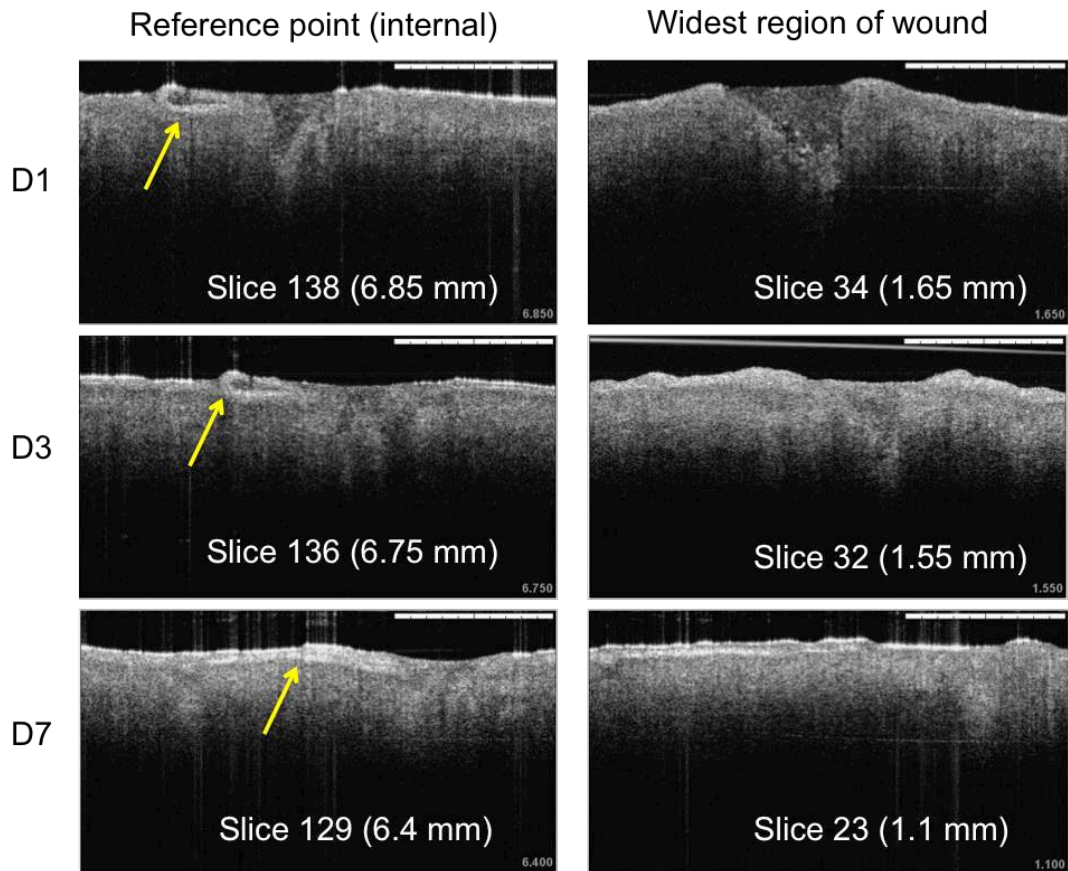 Reference point (internal)
Widest region of wound
D1
Slice 138 (6.85 mm)
6.850
Slice 34 (1.65 mm)
1.650
D3
Slice 136 (6.75 mm)
6.750
Slice 32 (1.55 mm)
1.550
D7
Slice 129 (6.4 mm)
6.400
Slice 23 (1.1 mm)
1.100